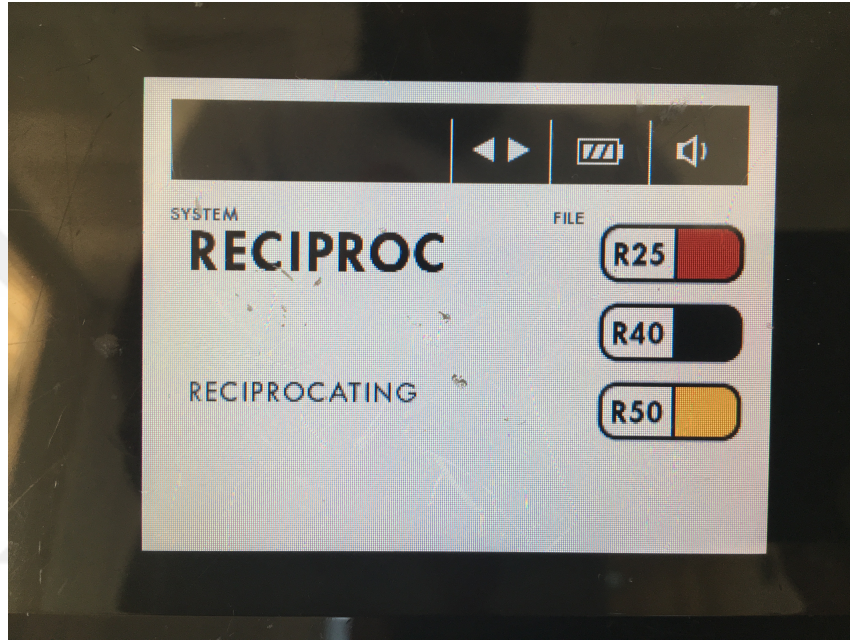 SYSTEM
RECIPROC
RECIPROCATING
FILE
R25
R40
R50